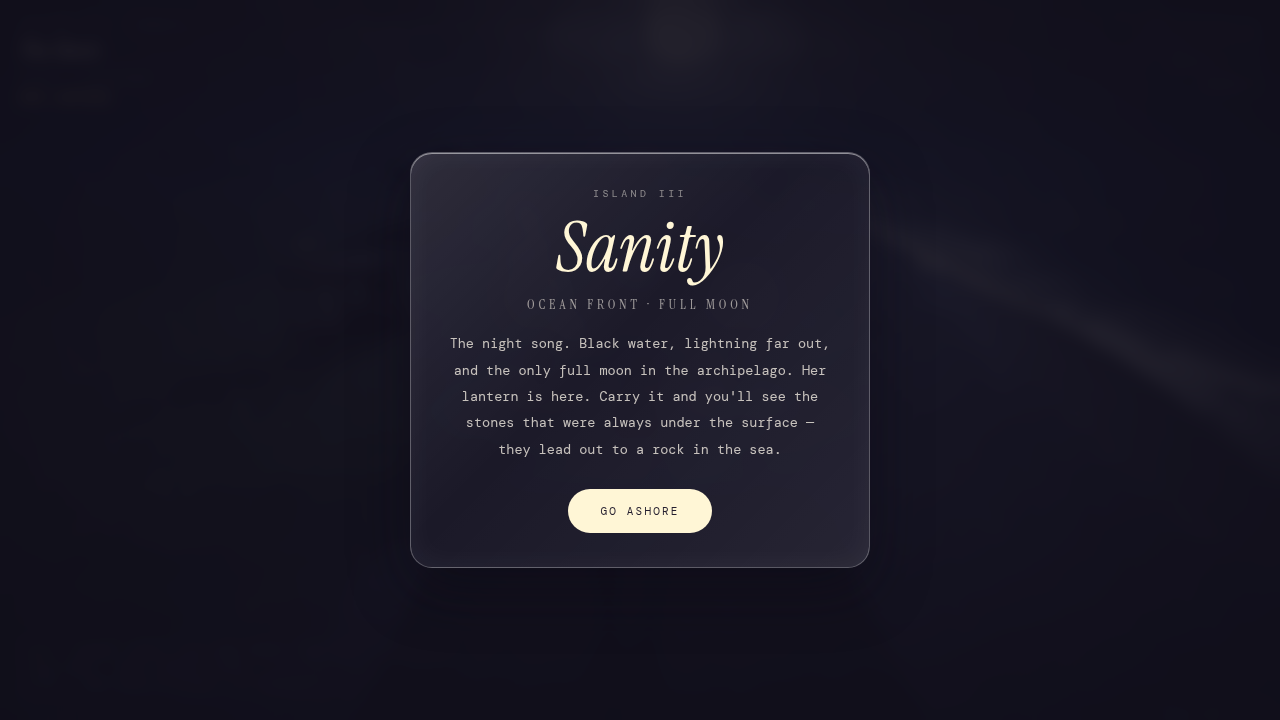 ISLAND III
Sanity
OCEAN FRONT · FULL MOON
The night song. Black water, lightning far out,
and the only full moon in the archipelago. Her
lantern is here. Carry it and you'll see the
stones that were always under the surface —
they lead out to a rock in the sea.
GO ASHORE